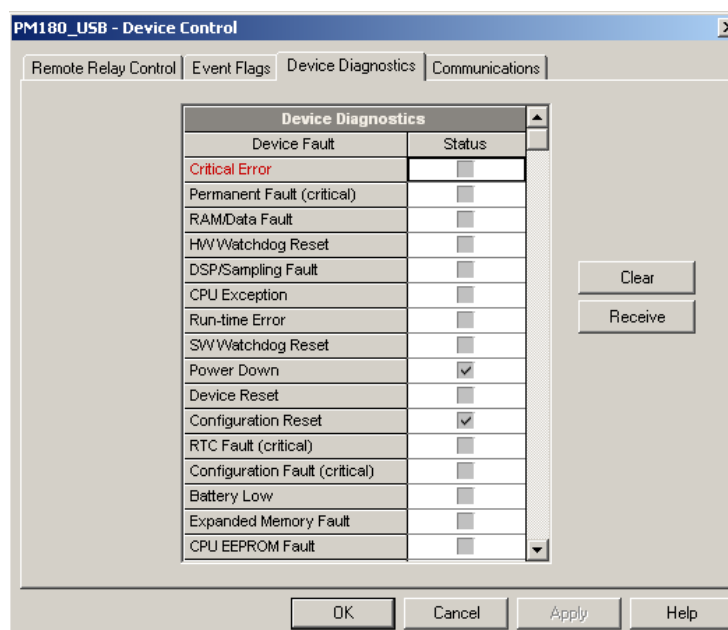 PM180_USB - Device Control
Remote Relay Control Event Flags Device Diagnostics Communications
Device Diagnostics
Device Fault Status
Critical Error
Permanent Fault (critical)
RAM/Data Fault
HW Watchdog Reset
DSP/Sampling Fault
CPU Exception
Run-time Error
SW Watchdog Reset
Power Down
Device Reset
Configuration Reset
RTC Fault (critical)
Configuration Fault (critical)
Battery Low
Expanded Memory Fault
CPU EEPROM Fault
Clear
Receive
OK Cancel Apply Help